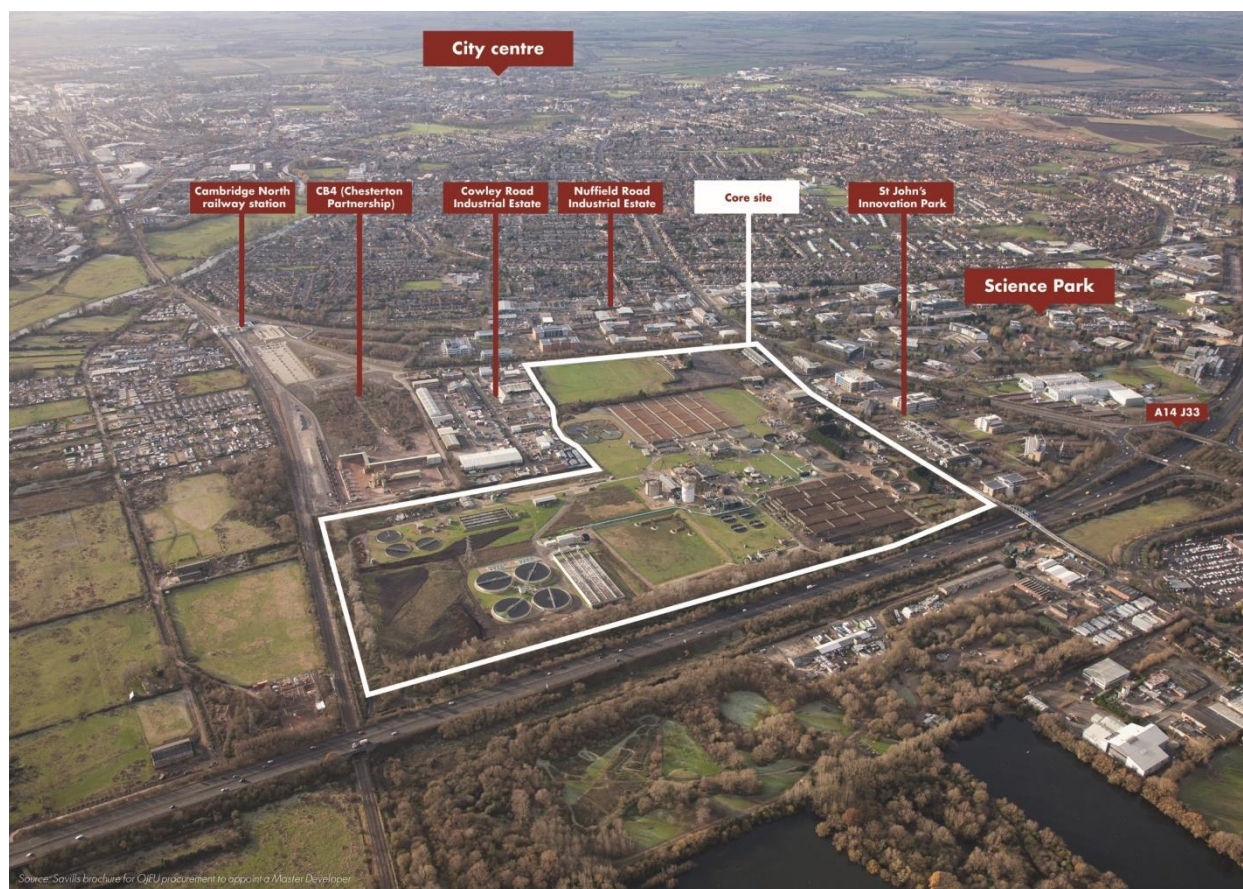 City centre
Cambridge North
railway station
CB4 (Chesterton
Partnership)
Cowley Road
Industrial Estate
Nuffield Road
Industrial Estate
Core site
St John's
Innovation Park
Science Park
A14 J33
Source: Savills brochure for OJEU procurement to appoint a Master Developer